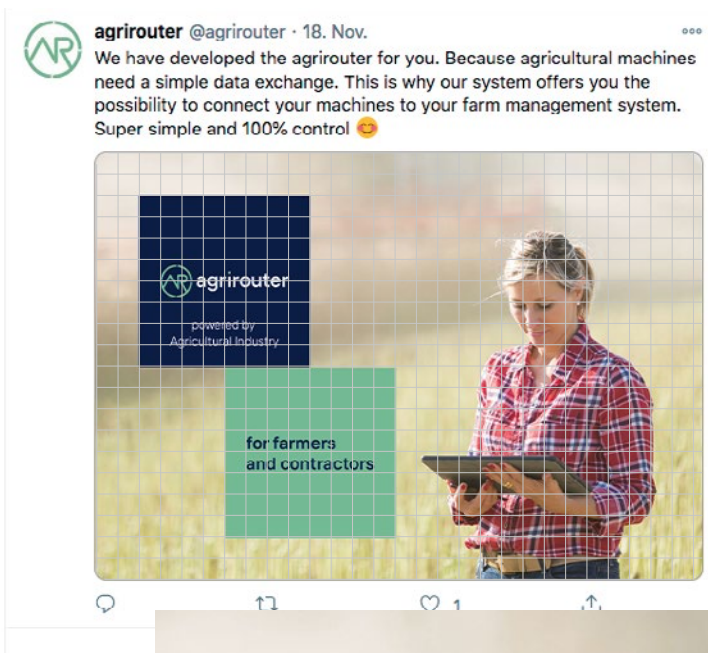 agrirouter @agrirouter · 18. Nov.
We have developed the agrirouter for you. Because agricultural machines
need a simple data exchange. This is why our system offers you the
possibility to connect your machines to your farm management system.
Super simple and 100% control 😊
AR agrirouter
powered by
Agricultural Industry
for farmers
and contractors
1